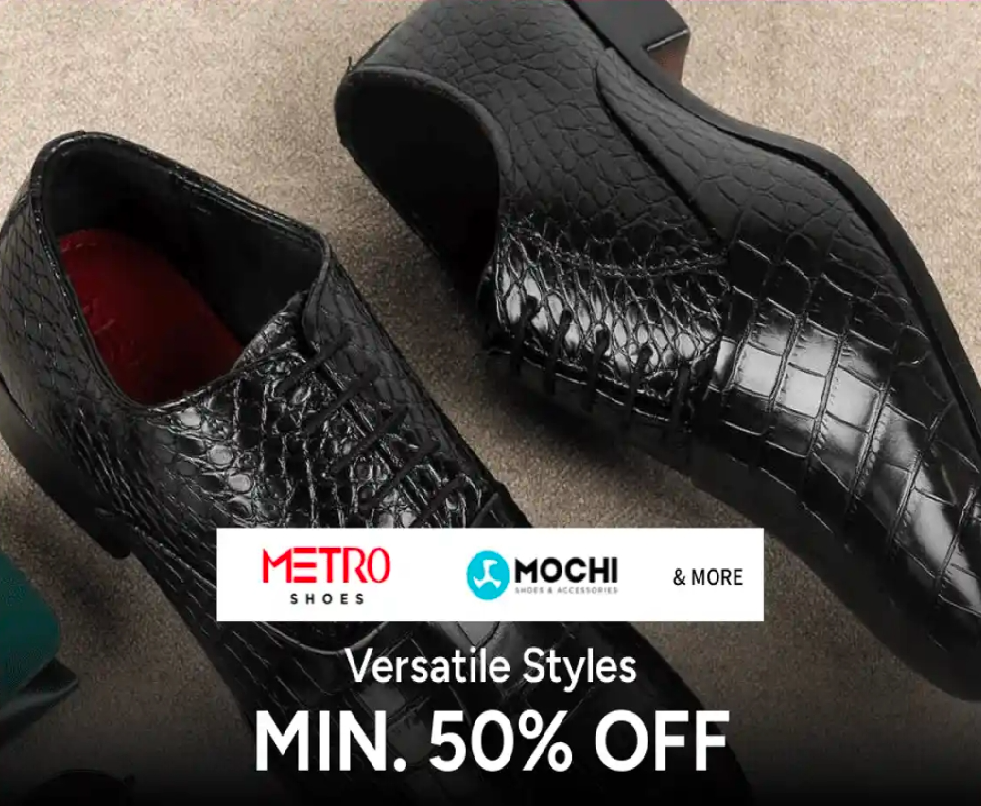 METRO
SHOES
MOCHI
SHOES & ACCESSORIES
& MORE
Versatile Styles
MIN. 50% OFF